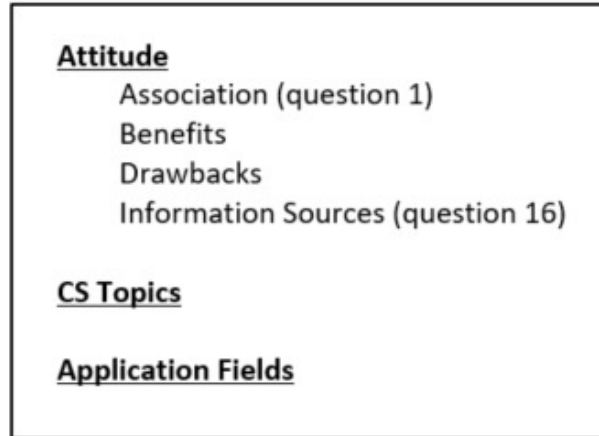 Attitude
Association (question 1)
Benefits
Drawbacks
Information Sources (question 16)
CS Topics
Application Fields